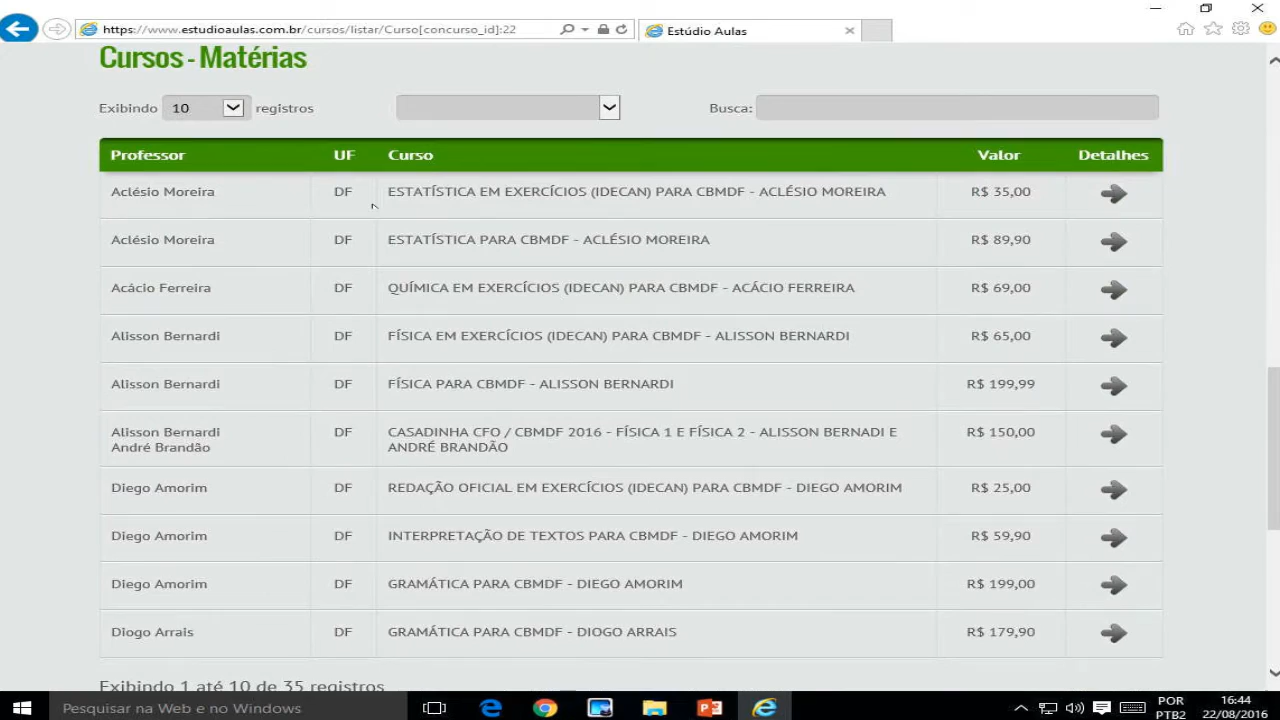 https://www.estudioaulas.com.br/cursos/listar/Curso[concurso_id]:22
Estúdio Aulas
Cursos - Matérias
Exibindo 10 registros Busca:
Professor UF Curso Valor Detalhes
Aclésio Moreira DF ESTATÍSTICA EM EXERCÍCIOS (IDECAN) PARA CBMDF - ACLÉSIO MOREIRA R$ 35,00
Aclésio Moreira DF ESTATÍSTICA PARA CBMDF - ACLÉSIO MOREIRA R$ 89,90
Acácio Ferreira DF QUÍMICA EM EXERCÍCIOS (IDECAN) PARA CBMDF - ACÁCIO FERREIRA R$ 69,00
Alisson Bernardi DF FÍSICA EM EXERCÍCIOS (IDECAN) PARA CBMDF - ALISSON BERNARDI R$ 65,00
Alisson Bernardi DF FÍSICA PARA CBMDF - ALISSON BERNARDI R$ 199,99
Alisson Bernardi DF CASADINHA CFO / CBMDF 2016 - FÍSICA 1 E FÍSICA 2 - ALISSON BERNADI E R$ 150,00
André Brandão ANDRÉ BRANDÃO
Diego Amorim DF REDAÇÃO OFICIAL EM EXERCÍCIOS (IDECAN) PARA CBMDF - DIEGO AMORIM R$ 25,00
Diego Amorim DF INTERPRETAÇÃO DE TEXTOS PARA CBMDF - DIEGO AMORIM R$ 59,90
Diego Amorim DF GRAMÁTICA PARA CBMDF - DIEGO AMORIM R$ 199,00
Diogo Arrais DF GRAMÁTICA PARA CBMDF - DIOGO ARRAIS R$ 179,90
Exibindo 1 até 10 de 35 registros
Pesquisar na Web e no Windows
POR
PTB2
16:44
22/08/2016